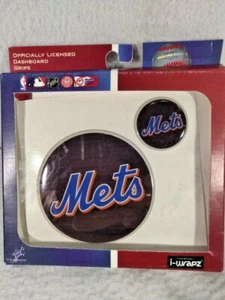 OFFICIALLY LICENSED
DASHBOARD
GRIPS
Mets
Mets
i-wrapz